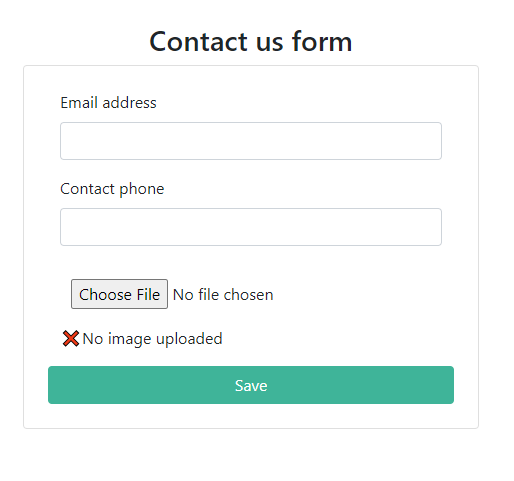 Contact us form
Email address
Contact phone
Choose File No file chosen
❌No image uploaded
Save